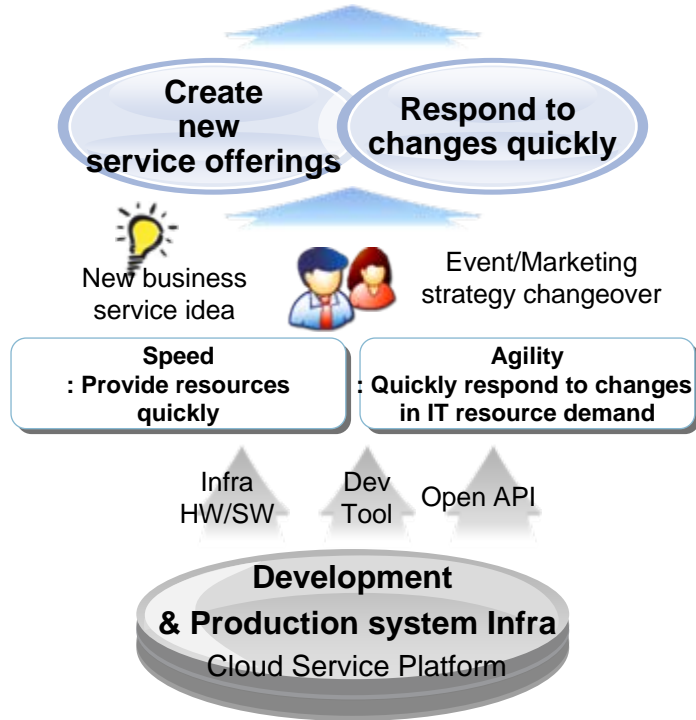 Create
new
service offerings
Respond to
changes quickly
New business
service idea
Event/Marketing
strategy changeover
Speed
: Provide resources
quickly
Agility
: Quickly respond to changes
in IT resource demand
Infra
HW/SW
Dev
Tool
Open API
Development
& Production system Infra
Cloud Service Platform